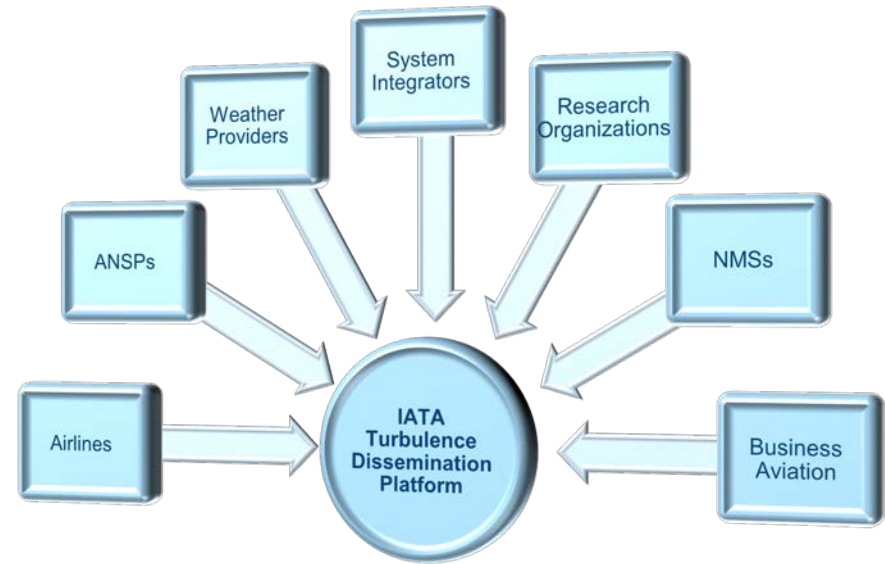 System
Integrators
Weather
Providers
Research
Organizations
ANSPs
NMSs
Airlines
IATA
Turbulence
Dissemination
Platform
Business
Aviation